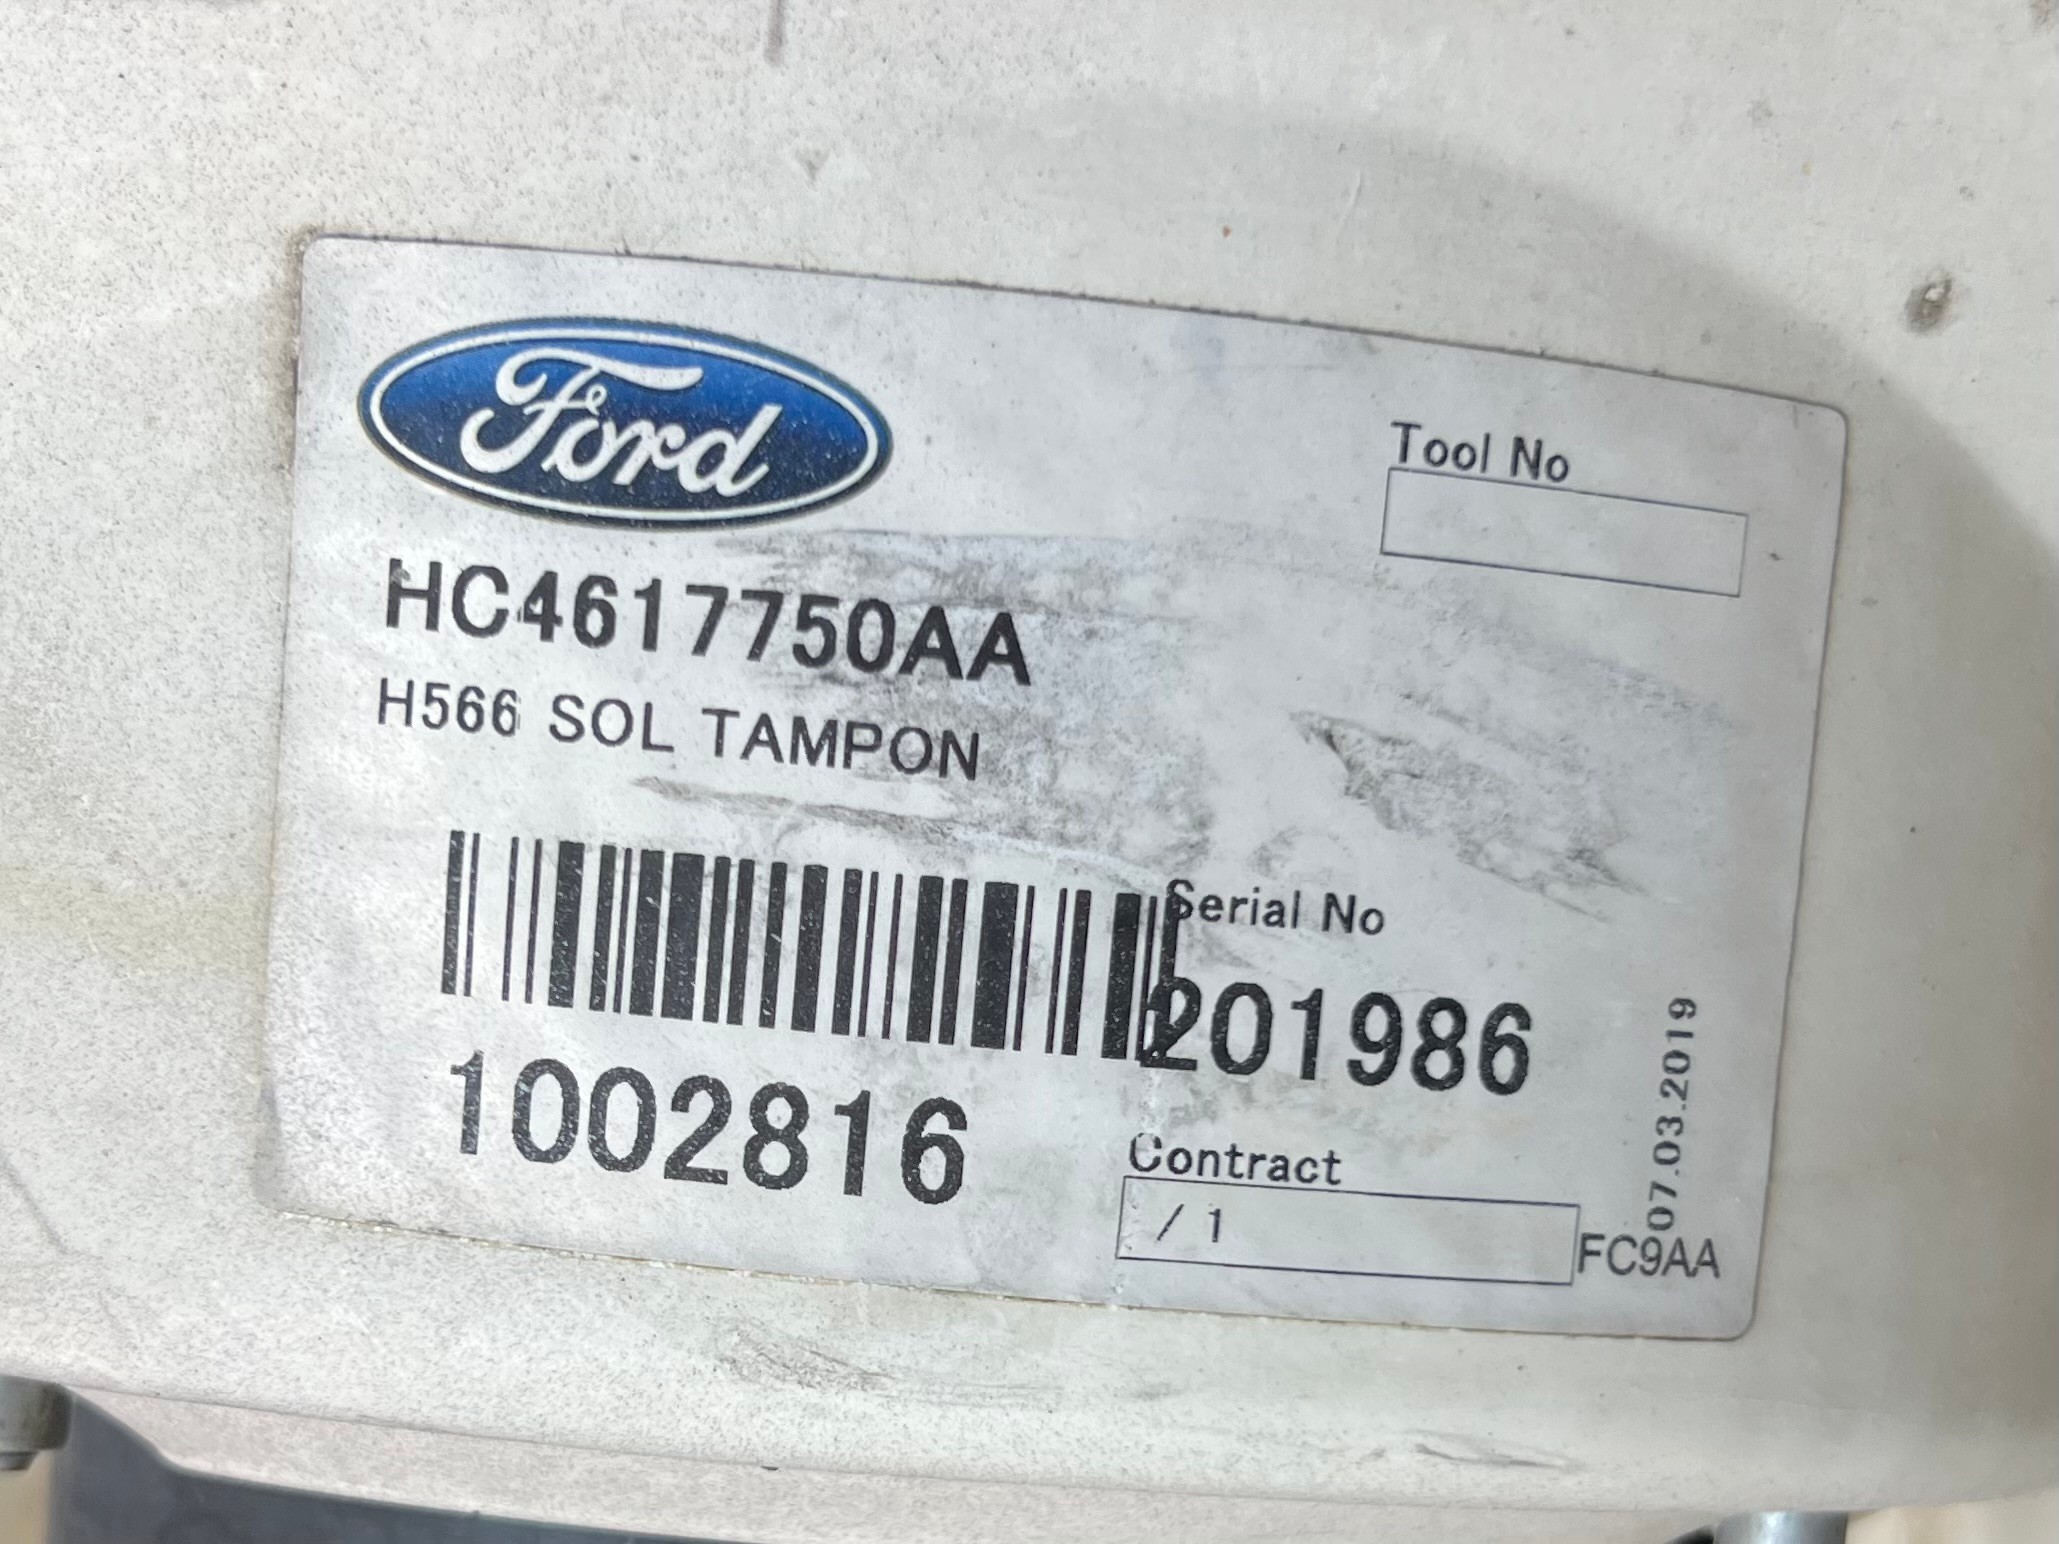 Ford
Tool No
HC4617750AA
H566 SOL TAMPON
Serial No
201986
1002816
Contract
/ 1
07.03.2019
FC9AA